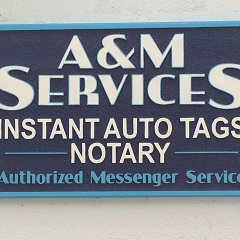 A&M
SERVICES
INSTANT AUTO TAGS
NOTARY
Authorized Messenger Service